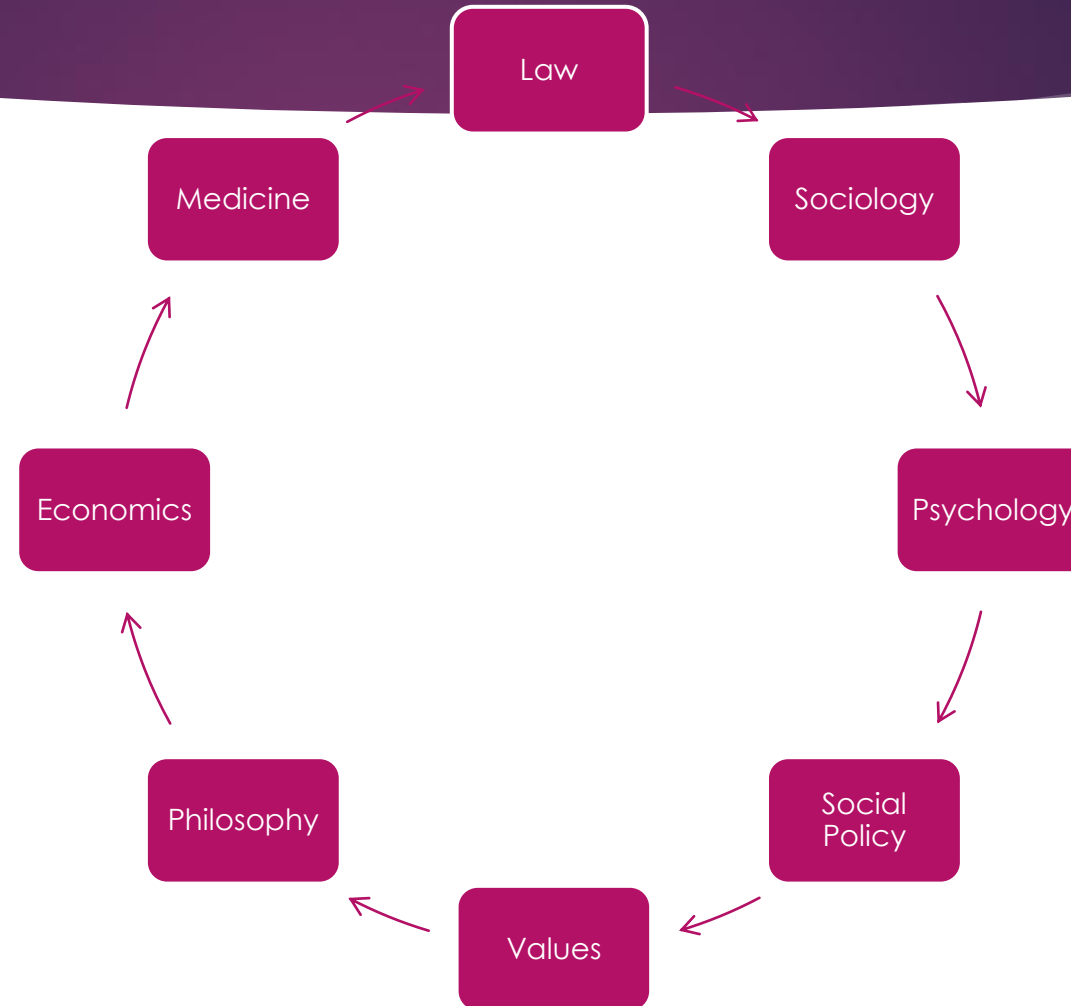 Law
Sociology
Psychology
Social
Policy
Values
Philosophy
Economics
Medicine